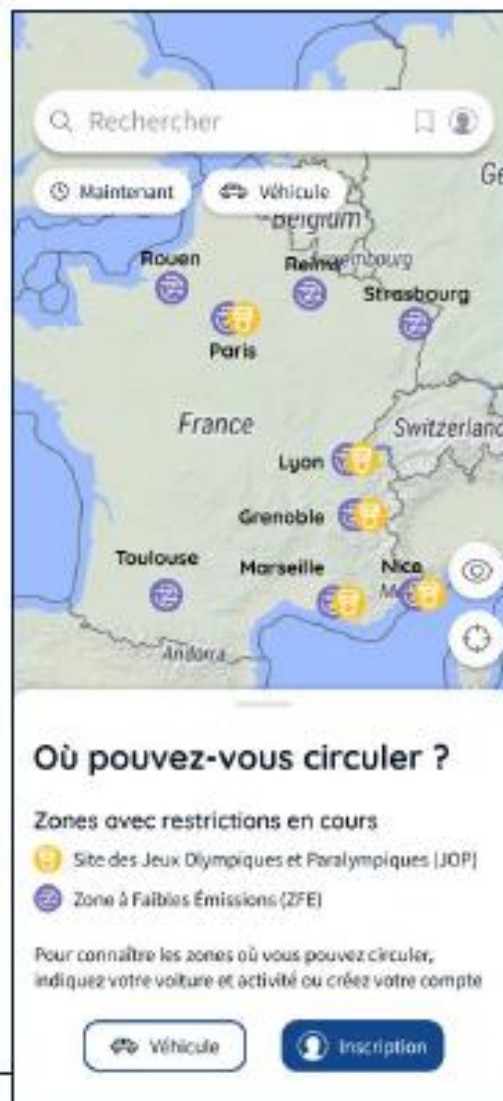 Rechercher
Ge
Maintenant
Véhicule
Belgium
Rouen
Reims
Strasbourg
Paris
France
Switzerland
Lyon
Grenoble
Toulouse
Marseille
Nice
Andorra
Où pouvez-vous circuler ?
Zones avec restrictions en cours
Site des Jeux Olympiques et Paralympiques (JOP)
Zone à Faibles Émissions (ZFE)
Pour connaître les zones où vous pouvez circuler,
indiquez votre voiture et activité ou créez votre compte
Véhicule
Inscription